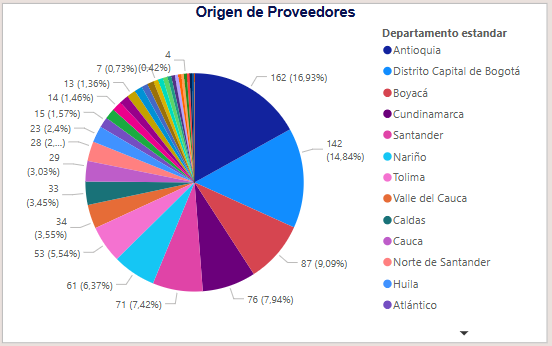 Origen de Proveedores
Departamento estandar
Antioquia
Distrito Capital de Bogotá
Boyacá
Cundinamarca
Santander
Nariño
Tolima
Valle del Cauca
Caldas
Cauca
Norte de Santander
Huila
Atlántico
162 (16,93%)
142
(14,84%)
87 (9,09%)
76 (7,94%)
71 (7,42%)
61 (6,37%)
53 (5,54%)
34
(3,55%)
33
(3,45%)
29
(3,03%)
28 (2,...)
23 (2,4%)
15 (1,57%)
14 (1,46%)
13 (1,36%)
7 (0,73%)
(0,42%)
4